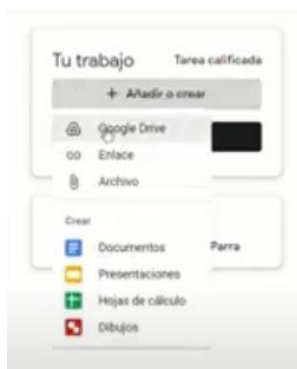 Tu trabajo Tarea calificada
+ Añadir o crear
Google Drive
Enlace
Archivo
Crear
Documentos
Parra
Presentaciones
Hojas de cálculo
Dibujos